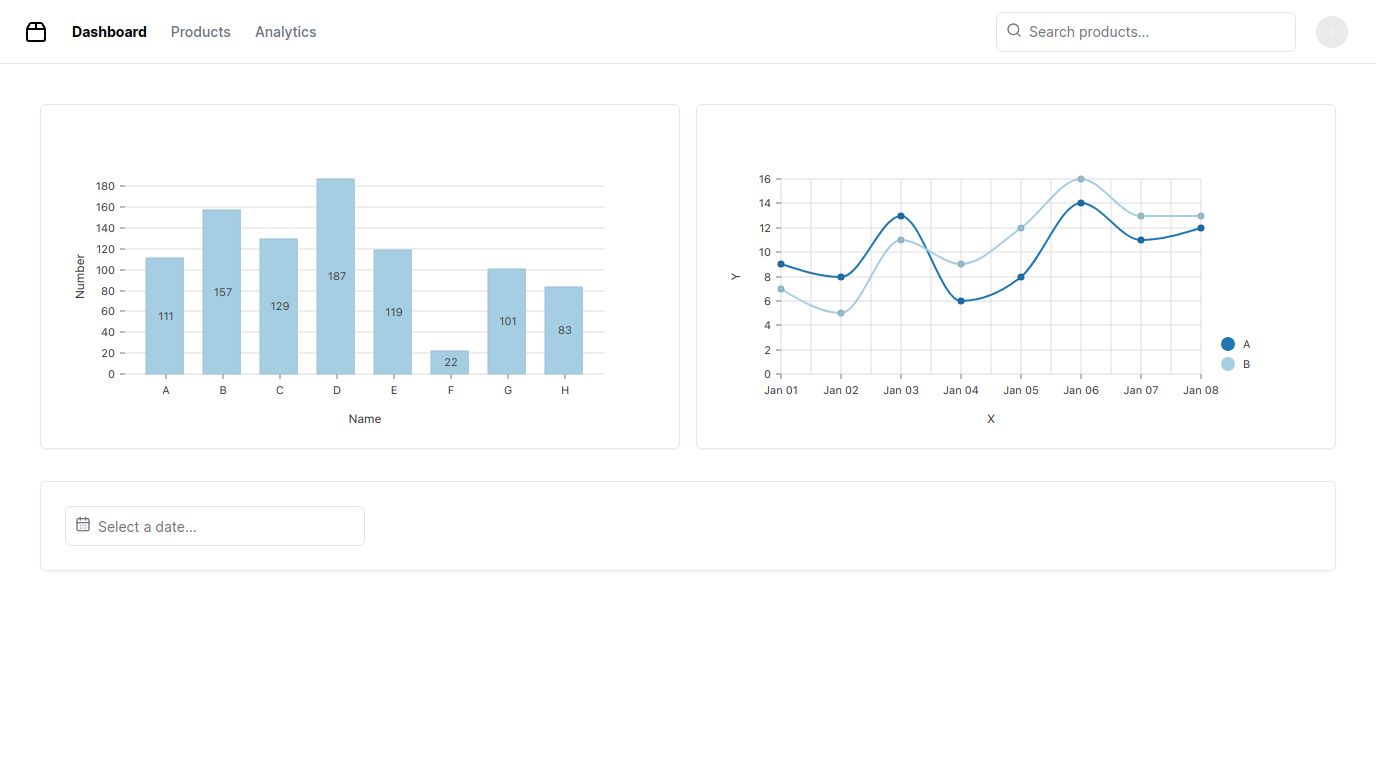 Dashboard Products Analytics Search products...
Number
180
160
140
120
100
80
60
40
20
0
111
157
129
187
119
22
101
83
A B C D E F G H
Name
Y
16
14
12
10
8
6
4
2
0
Jan 01 Jan 02 Jan 03 Jan 04 Jan 05 Jan 06 Jan 07 Jan 08
X
A
B
Select a date...